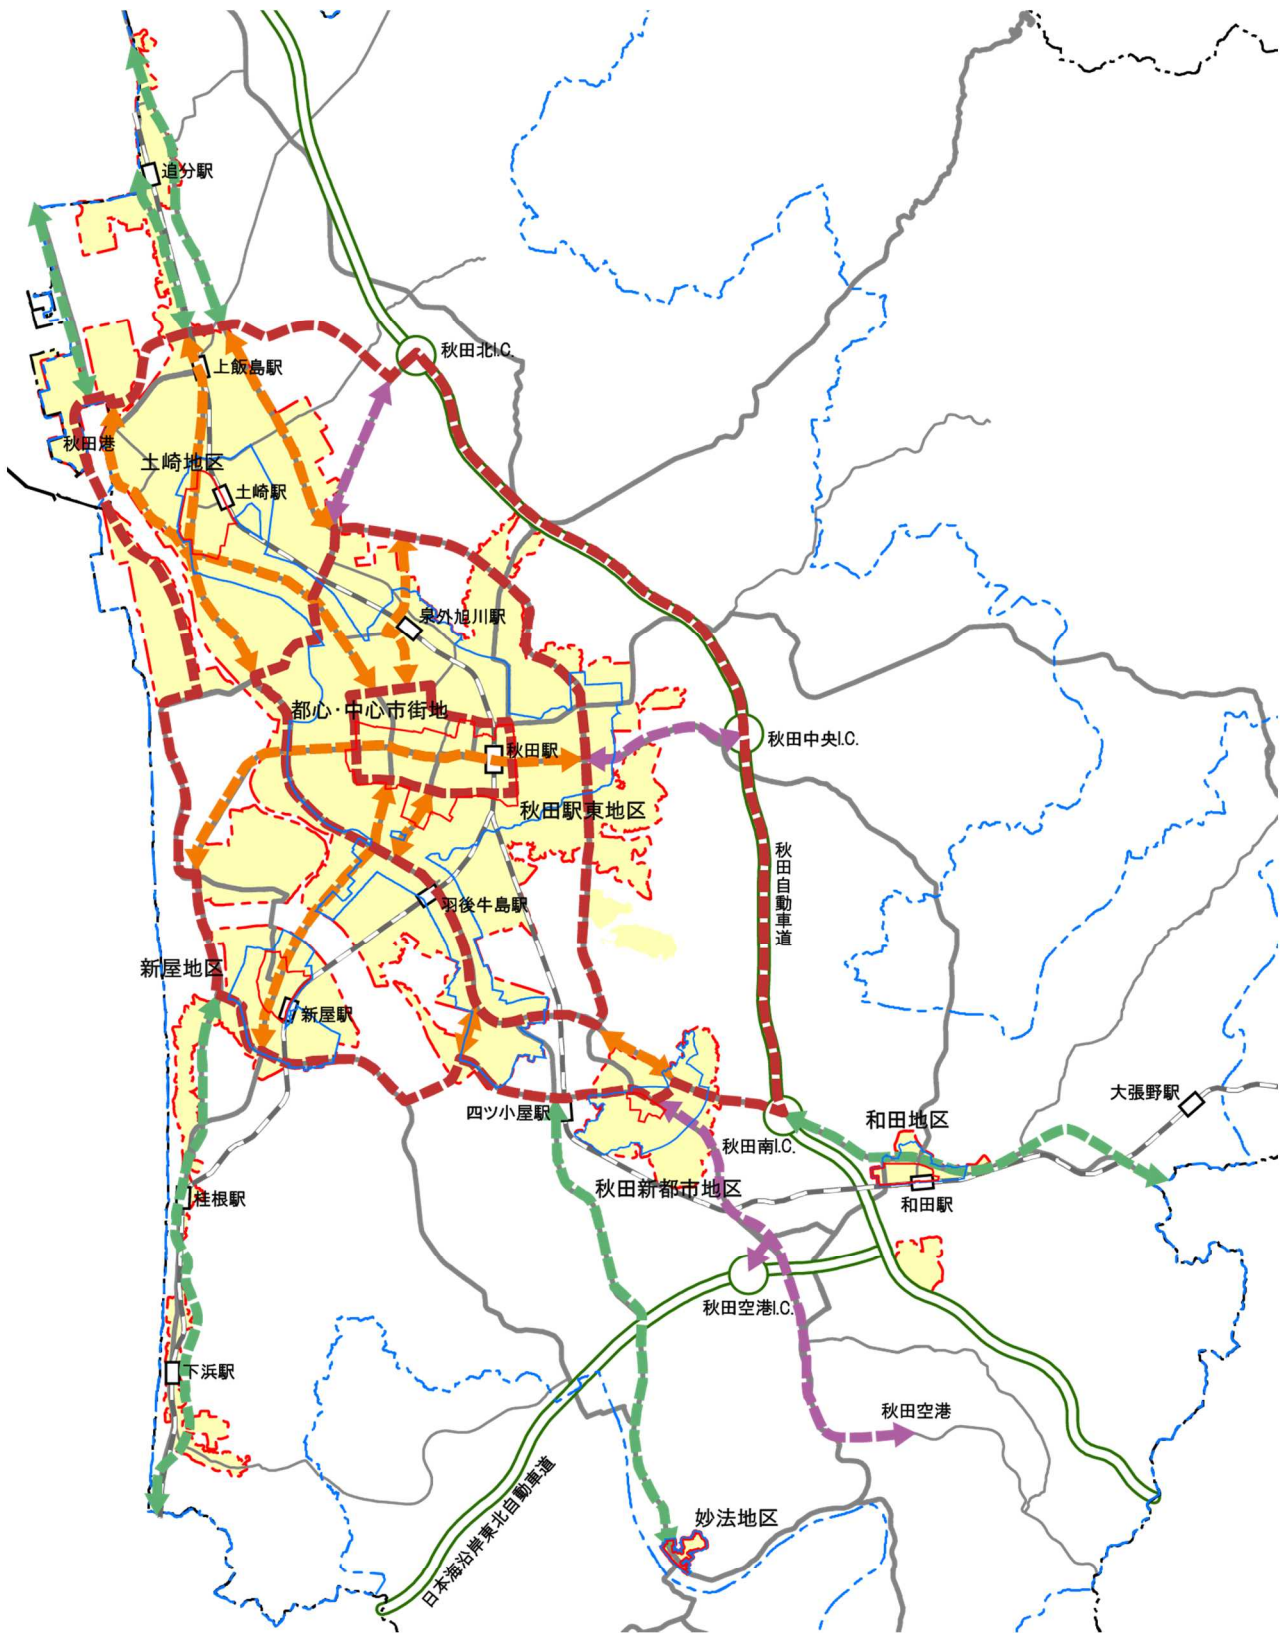 追分駅
秋田北I.C.
上飯島駅
秋田港
土崎地区
土崎駅
泉外旭川駅
都心・中心市街地
秋田駅
秋田中央I.C.
秋田駅東地区
秋田自動車道
羽後牛島駅
新屋地区
新屋駅
四ツ小屋駅
大張野駅
和田地区
秋田南I.C.
秋田新都市地区
和田駅
桂根駅
秋田空港I.C.
下浜駅
秋田空港
日本海沿岸東北自動車道
妙法地区